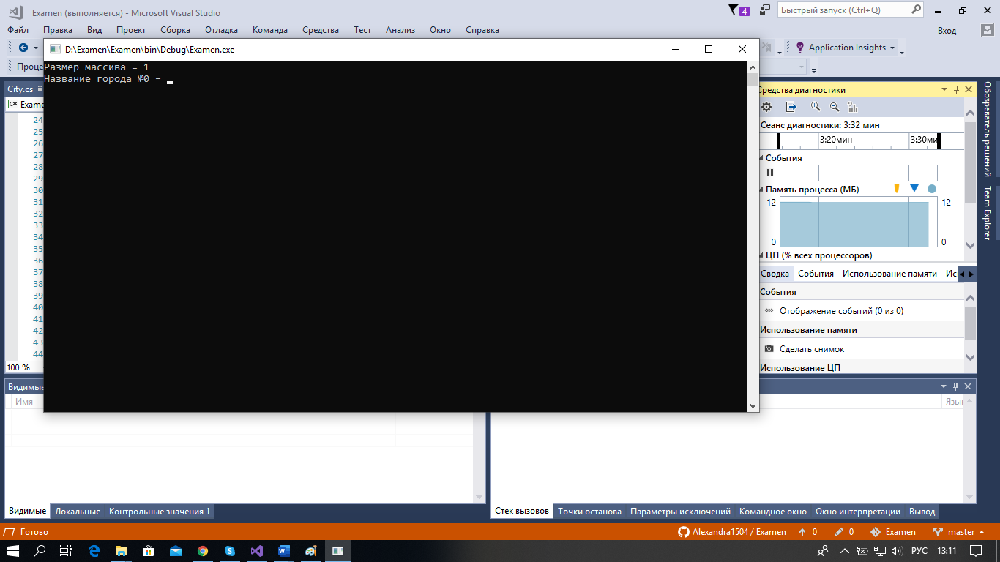 Examen (выполняется) - Microsoft Visual Studio
4
Быстрый запуск (Ctrl+Q)
Файл Правка Вид Проект Сборка Отладка Команда Средства Тест Анализ Окно Справка
Вход
D:\Examen\Examen\bin\Debug\Examen.exe
Application Insights
Проце
Размер массива = 1
Название города №0 =
City.cs
C# Examen
24
25
26
27
28
29
30
31
32
33
34
35
36
37
38
39
40
41
42
43
44
100 %
Средства диагностики
Сеанс диагностики: 3:32 мин
3:20мин 3:30ми
События
Память процесса (МБ)
12 12
0 0
ЦП (% всех процессоров)
Сводка События Использование памяти Ис
События
Отображение событий (0 из 0)
Использование памяти
Сделать снимок
Использование ЦП
Обозреватель решений
Team Explorer
Видимые
Имя
Язык
Видимые Локальные Контрольные значения 1
Стек вызовов Точки останова Параметры исключений Командное окно Окно интерпретации Вывод
Готово
Alexandra1504 / Examen 0 0 Examen master
РУС 13:11